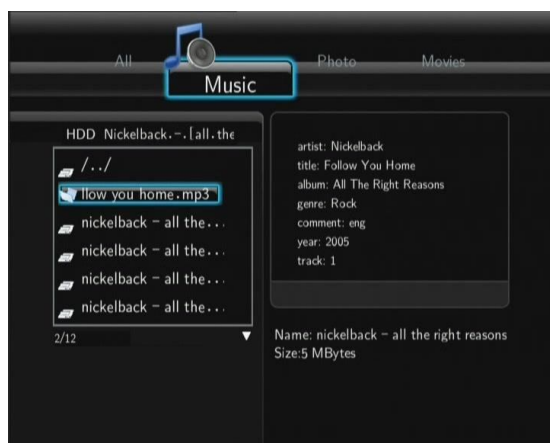 All
Music
Photo
Movies
HDD Nickelback.-.[all.the
/../
llow you home.mp3
nickelback - all the...
nickelback - all the...
nickelback - all the...
nickelback - all the...
2/12
artist: Nickelback
title: Follow You Home
album: All The Right Reasons
genre: Rock
comment: eng
year: 2005
track: 1
Name: nickelback - all the right reasons
Size:5 MBytes